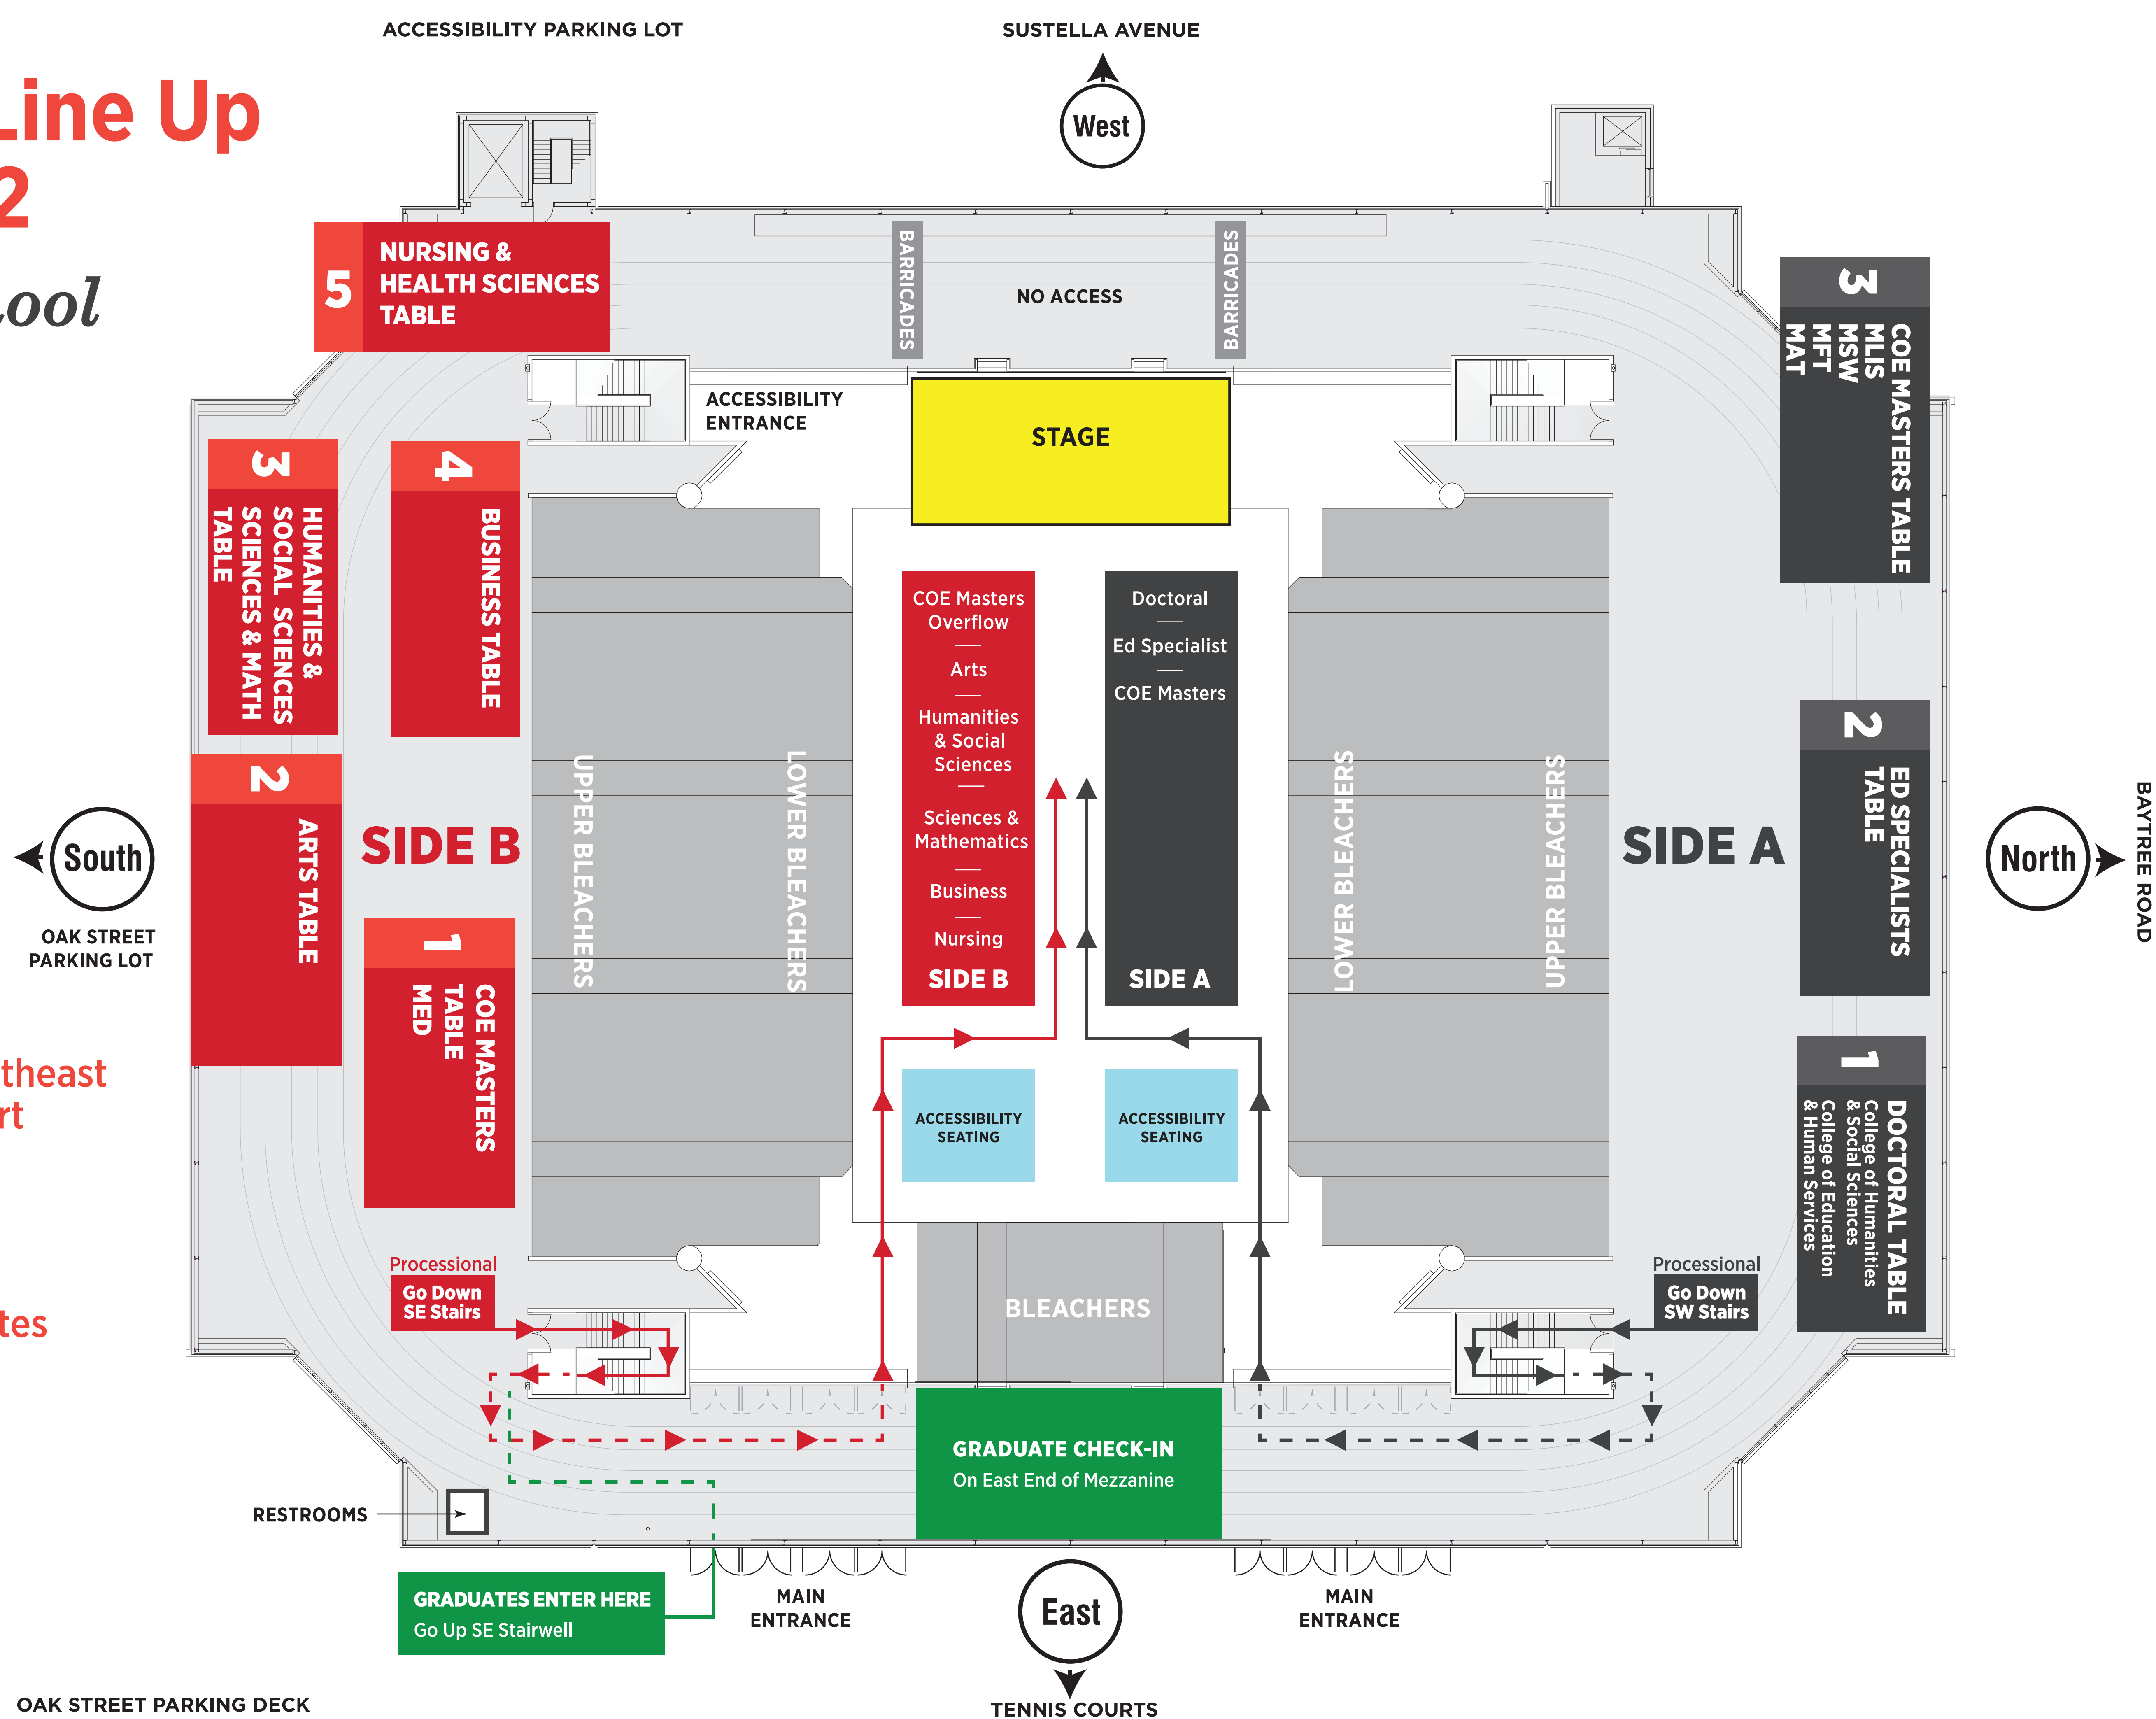 ACCESSIBILITY PARKING LOT
SUSTELLA AVENUE
West
Line Up
2
ool
5
NURSING &
HEALTH SCIENCES
TABLE
BARRICADES
NO ACCESS
BARRICADES
3
COE MASTERS TABLE
MLIS
MSW
MFT
MAT
ACCESSIBILITY
ENTRANCE
STAGE
3
HUMANITIES &
SOCIAL SCIENCES
SCIENCES & MATH
TABLE
4
BUSINESS TABLE
COE Masters
Overflow
Arts
Humanities
& Social
Sciences
Sciences &
Mathematics
Business
Nursing
SIDE B
Doctoral
Ed Specialist
COE Masters
SIDE A
UPPER BLEACHERS
LOWER BLEACHERS
LOWER BLEACHERS
UPPER BLEACHERS
2
ED SPECIALISTS
TABLE
2
ARTS TABLE
SIDE B
SIDE A
South
OAK STREET
PARKING LOT
North
BAYTREE ROAD
1
COE MASTERS
TABLE
MED
theast
rt
tes
ACCESSIBILITY
SEATING
ACCESSIBILITY
SEATING
1
DOCTORAL TABLE
College of Humanities
& Social Sciences
College of Education
& Human Services
Processional
Go Down
SE Stairs
BLEACHERS
Processional
Go Down
SW Stairs
GRADUATE CHECK-IN
On East End of Mezzanine
RESTROOMS
GRADUATES ENTER HERE
Go Up SE Stairwell
MAIN
ENTRANCE
East
MAIN
ENTRANCE
OAK STREET PARKING DECK
TENNIS COURTS